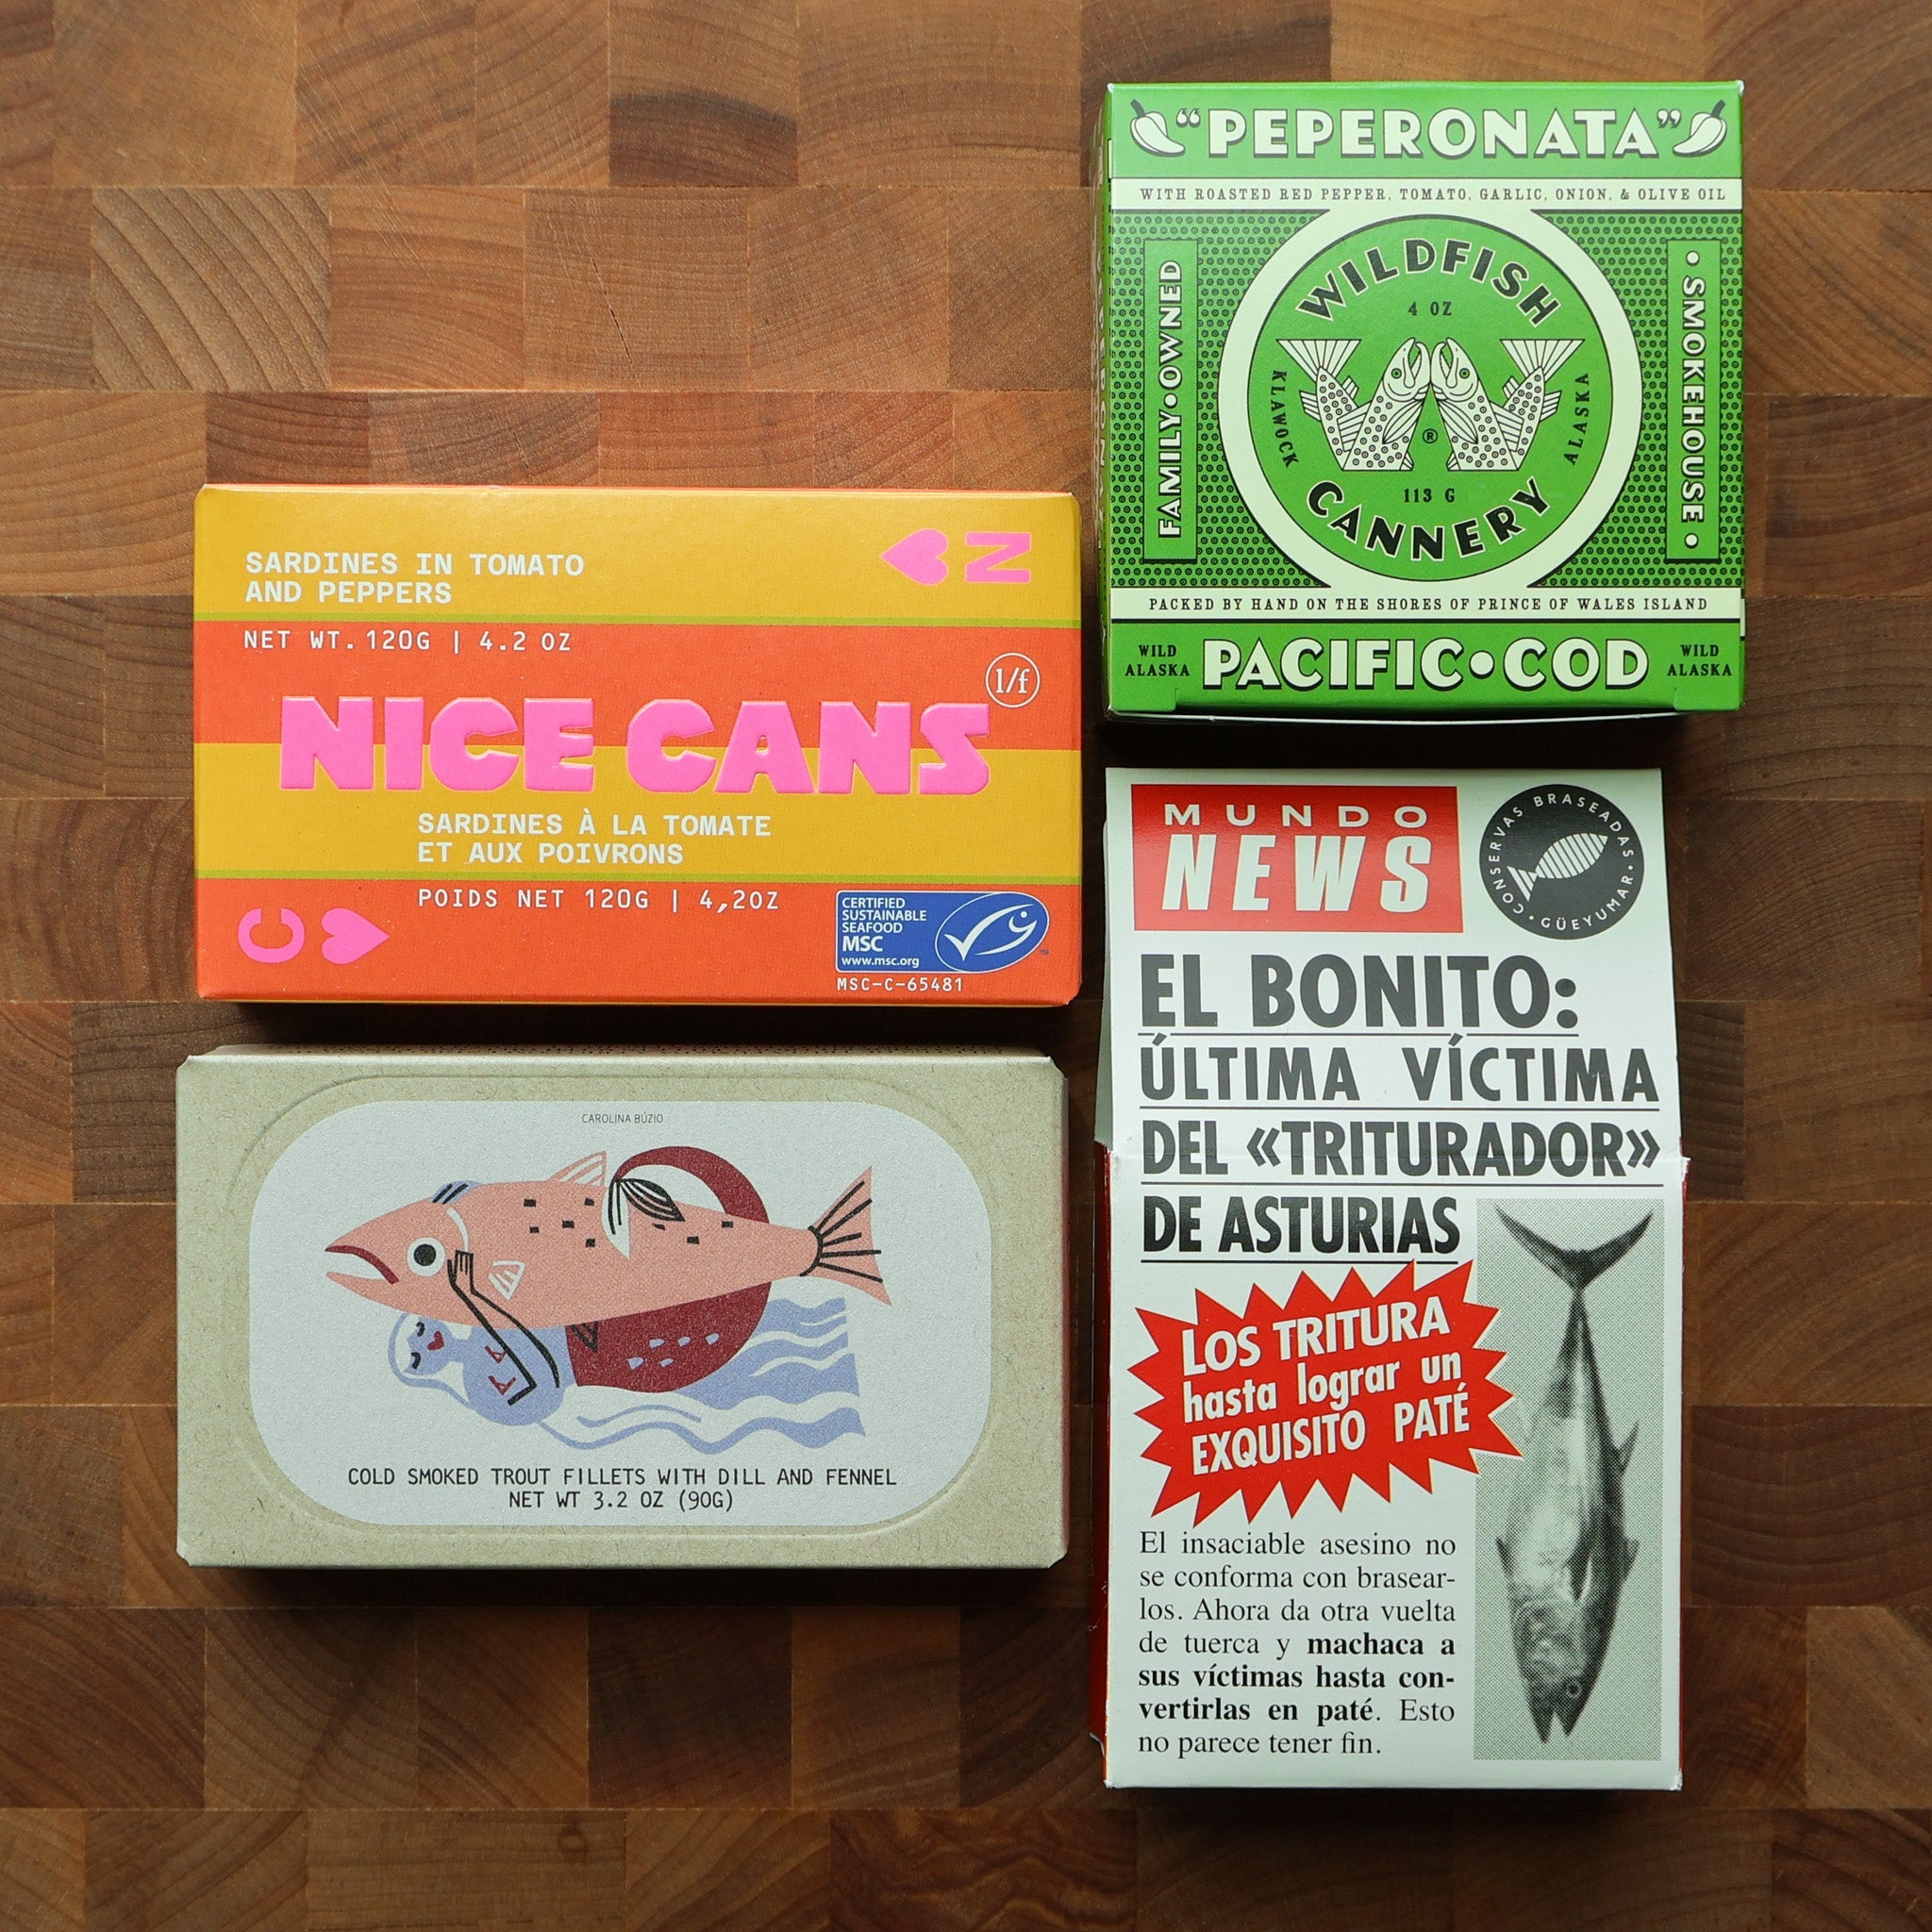 "PEPERONATA"
WITH ROASTED RED PEPPER, TOMATO, GARLIC, ONION, & OLIVE OIL
FAMILY•OWNED
WILDFISH
4 OZ
KLAWOCK
ALASKA
®
113 G
CANNERY
• SMOKEHOUSE •
PACKED BY HAND ON THE SHORES OF PRINCE OF WALES ISLAND
WILD
ALASKA
PACIFIC•COD
WILD
ALASKA
SARDINES IN TOMATO
AND PEPPERS
N
NET WT. 120G | 4.2 OZ
1/f
NICE CANS
SARDINES À LA TOMATE
ET AUX POIVRONS
POIDS NET 120G | 4,2OZ
C
CERTIFIED
SUSTAINABLE
SEAFOOD
MSC
www.msc.org
MSC-C-65481
CAROLINA BÚZIO
COLD SMOKED TROUT FILLETS WITH DILL AND FENNEL
NET WT 3.2 OZ (90G)
MUNDO
NEWS
CONSERVAS BRASEADAS • GÜEYUMAR •
EL BONITO:
ÚLTIMA VÍCTIMA
DEL «TRITURADOR»
DE ASTURIAS
LOS TRITURA
hasta lograr un
EXQUISITO PATÉ
El insaciable asesino no
se conforma con brasear-
los. Ahora da otra vuelta
de tuerca y machaca a
sus víctimas hasta con-
vertirlas en paté. Esto
no parece tener fin.